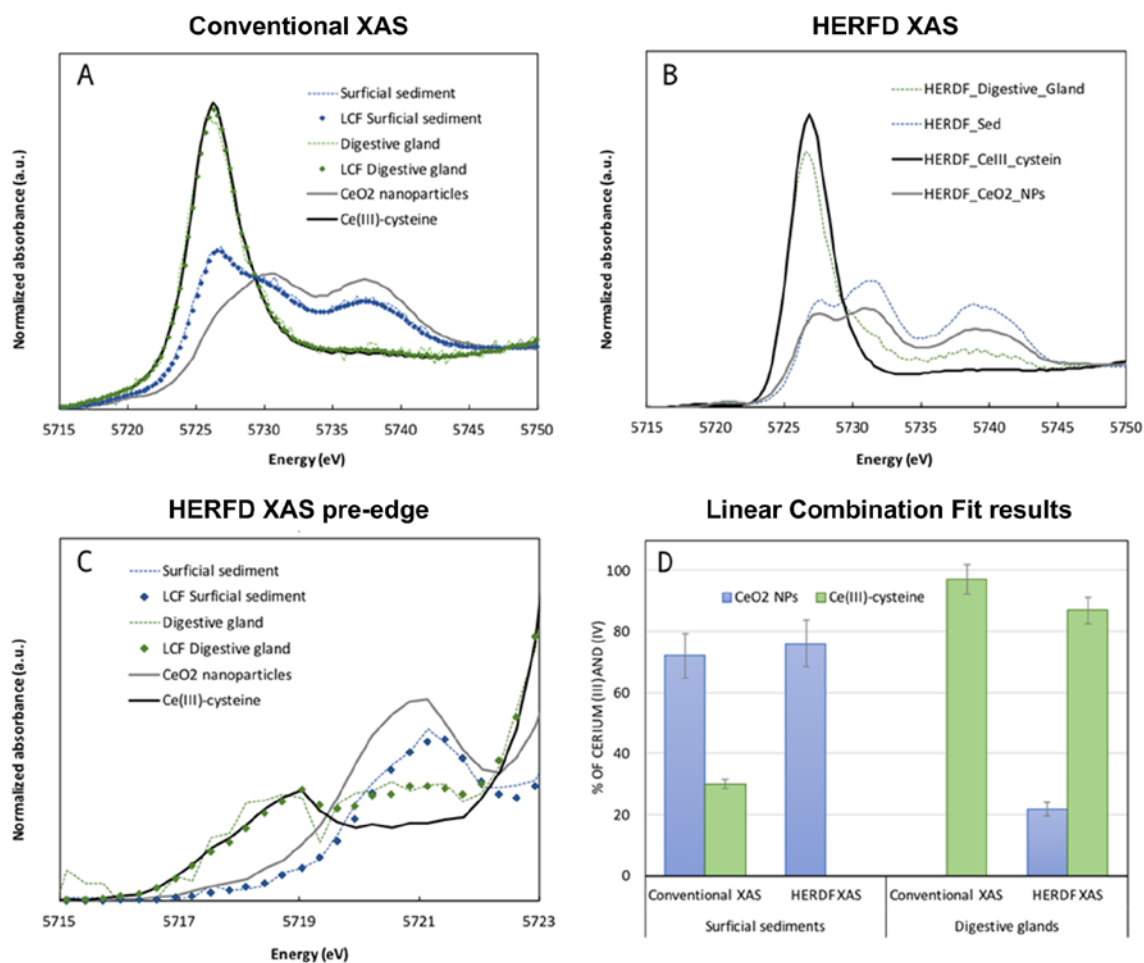 Conventional XAS
A
Surficial sediment
LCF Surficial sediment
Digestive gland
LCF Digestive gland
CeO2 nanoparticles
Ce(III)-cysteine
Normalized absorbance (a.u.)
5715 5720 5725 5730 5735 5740 5745 5750
Energy (eV)
HERFD XAS
B
HERDF_Digestive_Gland
HERDF_Sed
HERDF_CeIII_cystein
HERDF_CeO2_NPs
Normalized absorbance (a.u.)
5715 5720 5725 5730 5735 5740 5745 5750
Energy (eV)
HERFD XAS pre-edge
C
Surficial sediment
LCF Surficial sediment
Digestive gland
LCF Digestive gland
CeO2 nanoparticles
Ce(III)-cysteine
Normalized absorbance (a.u.)
5715 5717 5719 5721 5723
Energy (eV)
Linear Combination Fit results
D
CeO2 NPs Ce(III)-cysteine
% OF CERIUM (III) AND (IV)
100
80
60
40
20
0
Conventional XAS HERDF XAS Conventional XAS HERDF XAS
Surficial sediments Digestive glands